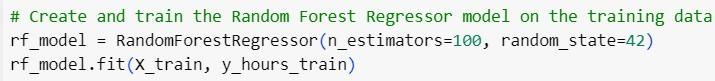 # Create and train the Random Forest Regressor model on the training data
rf_model = RandomForestRegressor(n_estimators=100, random_state=42)
rf_model.fit(X_train, y_hours_train)